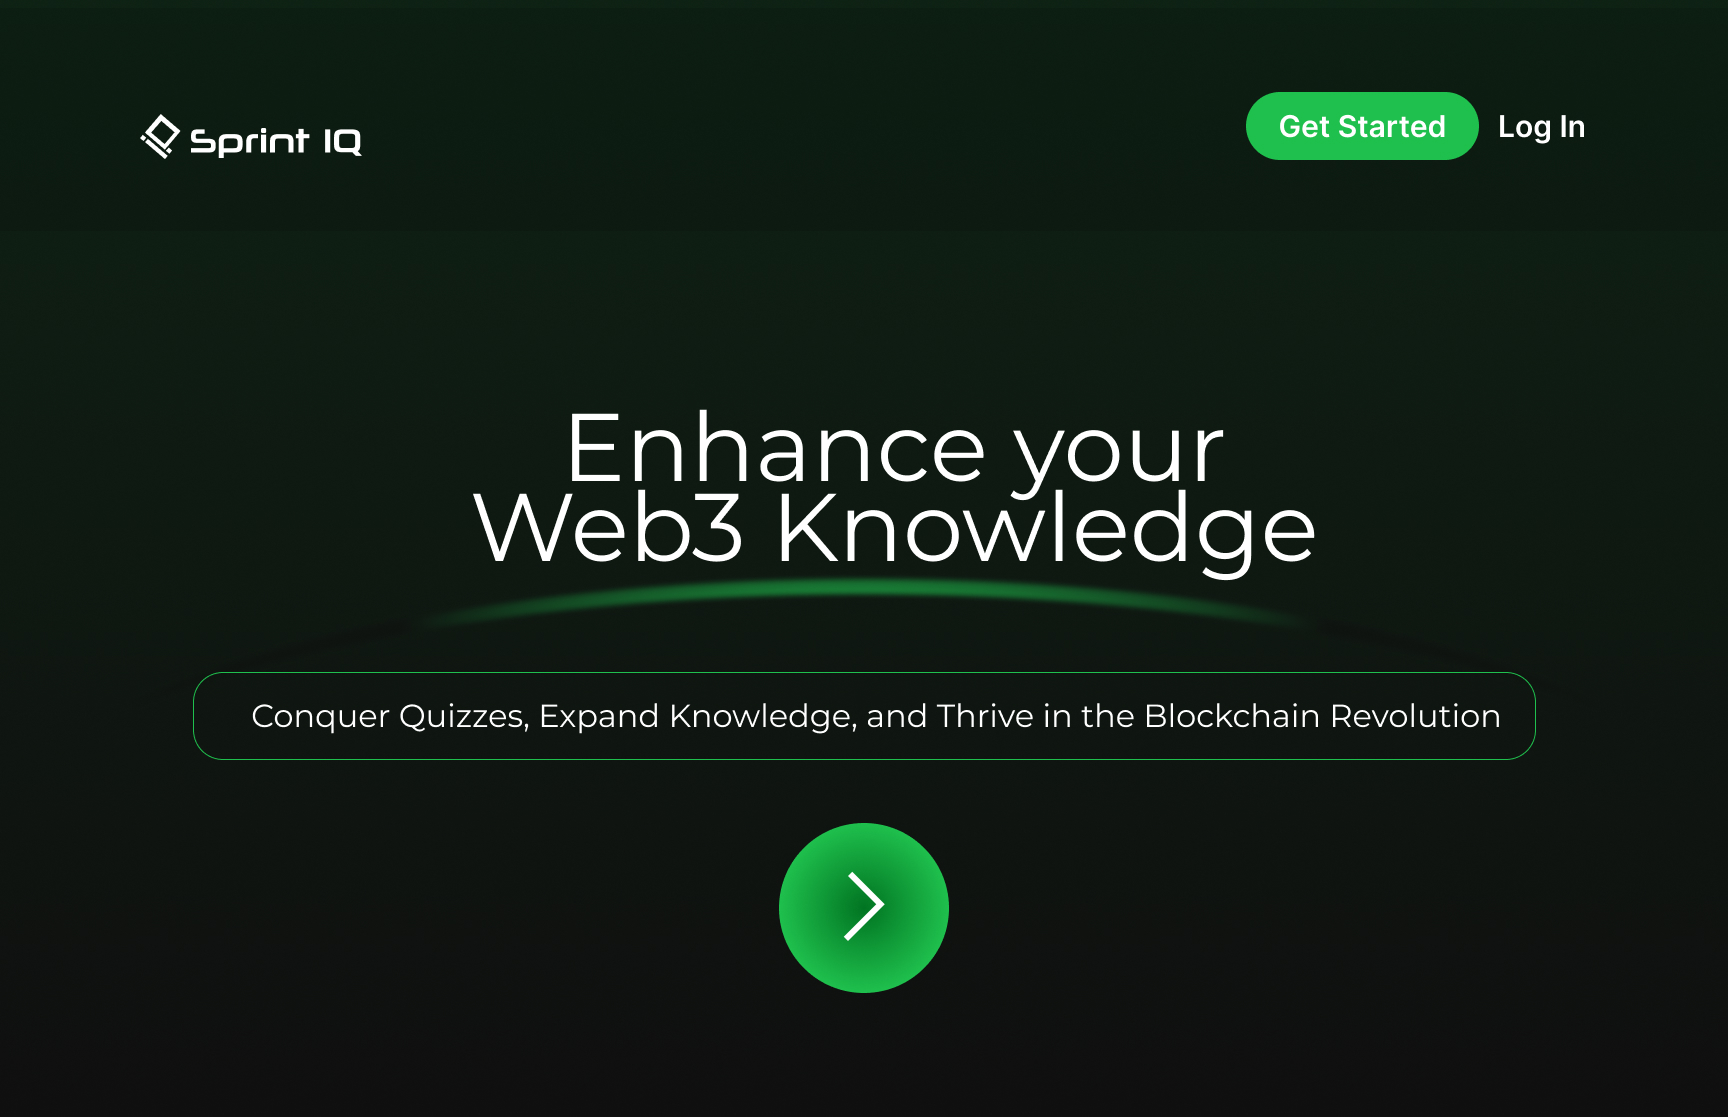 Sprint IQ
Get Started
Log In
Enhance your
Web3 Knowledge
Conquer Quizzes, Expand Knowledge, and Thrive in the Blockchain Revolution